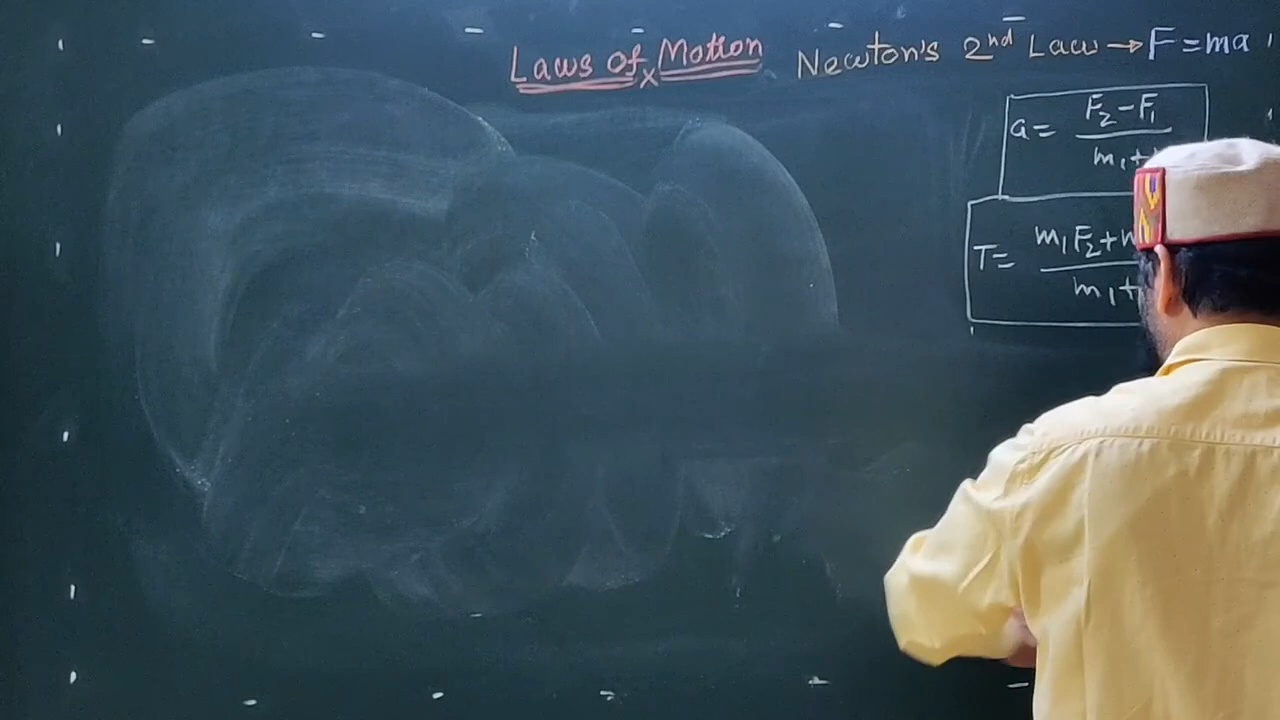 Laws Of Motion Newton's 2nd Law → F = ma
a = F₂ - F₁
m₁ +
T = m₁F₂ +
m₁ +